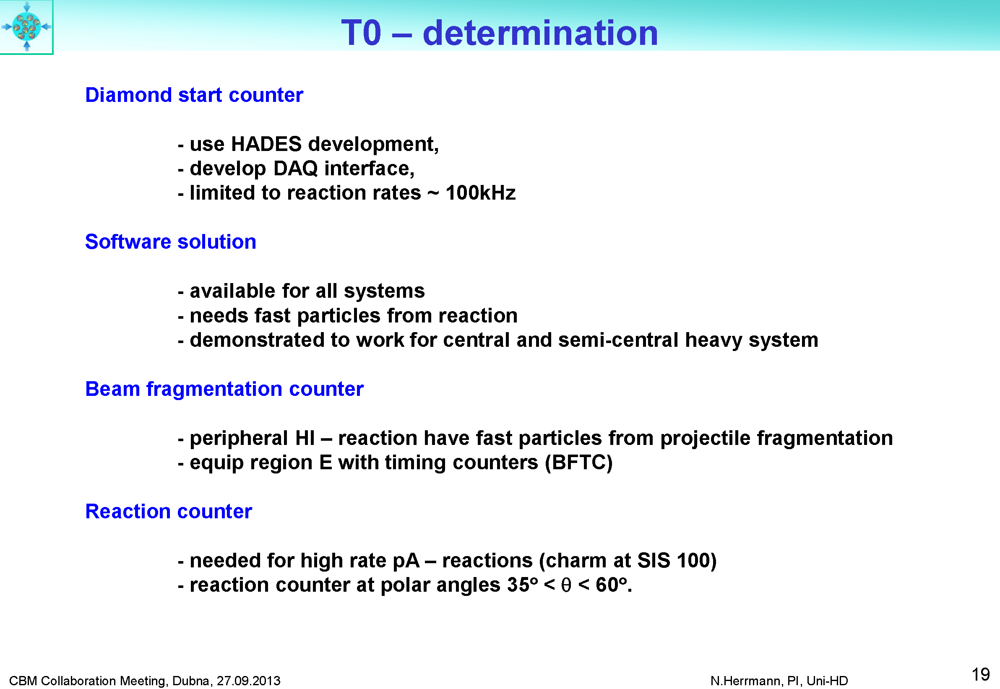 T0 – determination
Diamond start counter
- use HADES development,
- develop DAQ interface,
- limited to reaction rates ~ 100kHz
Software solution
- available for all systems
- needs fast particles from reaction
- demonstrated to work for central and semi-central heavy system
Beam fragmentation counter
- peripheral HI – reaction have fast particles from projectile fragmentation
- equip region E with timing counters (BFTC)
Reaction counter
- needed for high rate pA – reactions (charm at SIS 100)
- reaction counter at polar angles 35º < θ < 60º.
CBM Collaboration Meeting, Dubna, 27.09.2013
N.Herrmann, PI, Uni-HD
19